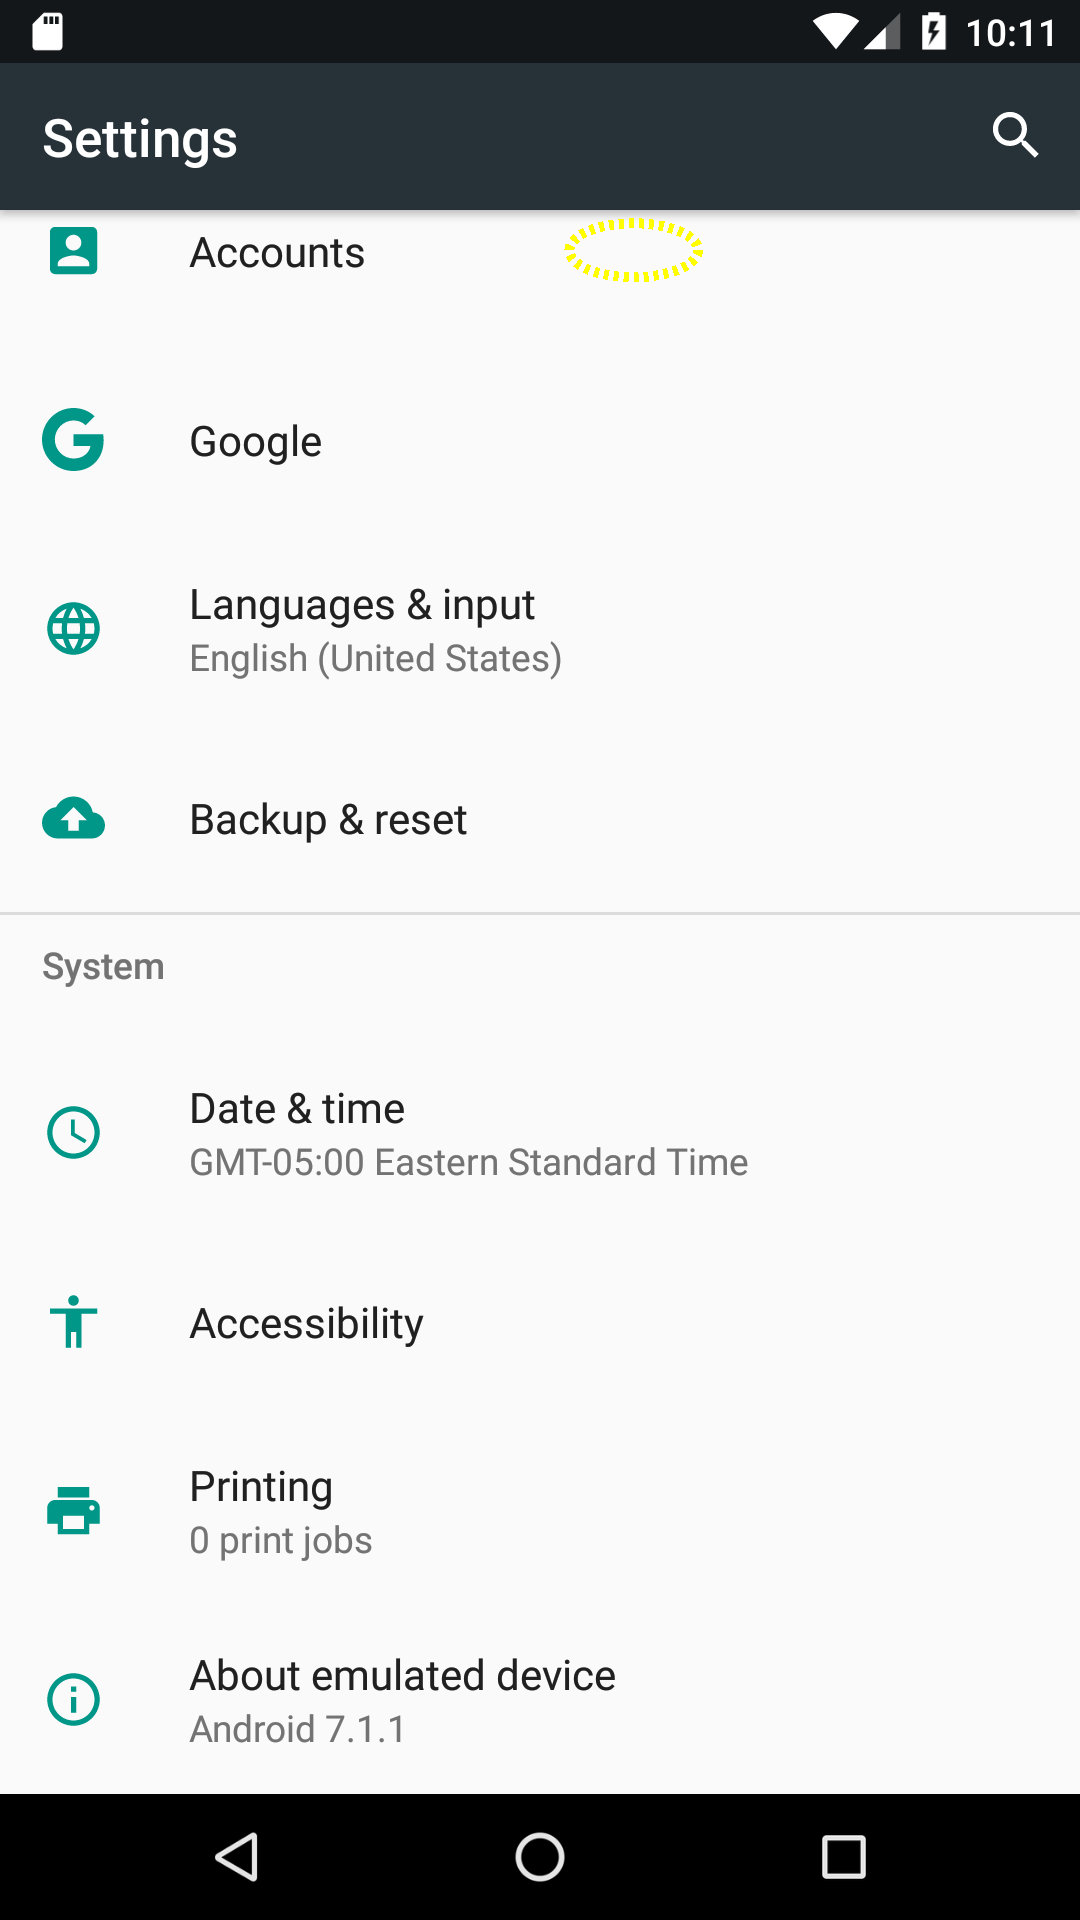 10:11
Settings
Accounts
Google
Languages & input
English (United States)
Backup & reset
System
Date & time
GMT-05:00 Eastern Standard Time
Accessibility
Printing
0 print jobs
About emulated device
Android 7.1.1